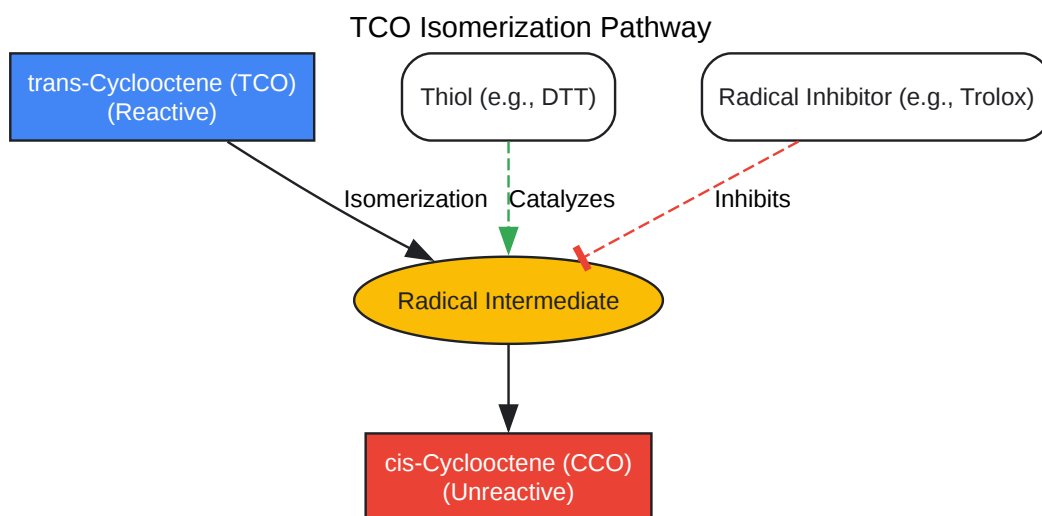 TCO Isomerization Pathway
trans-Cyclooctene (TCO)
(Reactive)
Thiol (e.g., DTT)
Radical Inhibitor (e.g., Trolox)
Isomerization
Catalyzes
Inhibits
Radical Intermediate
cis-Cyclooctene (CCO)
(Unreactive)